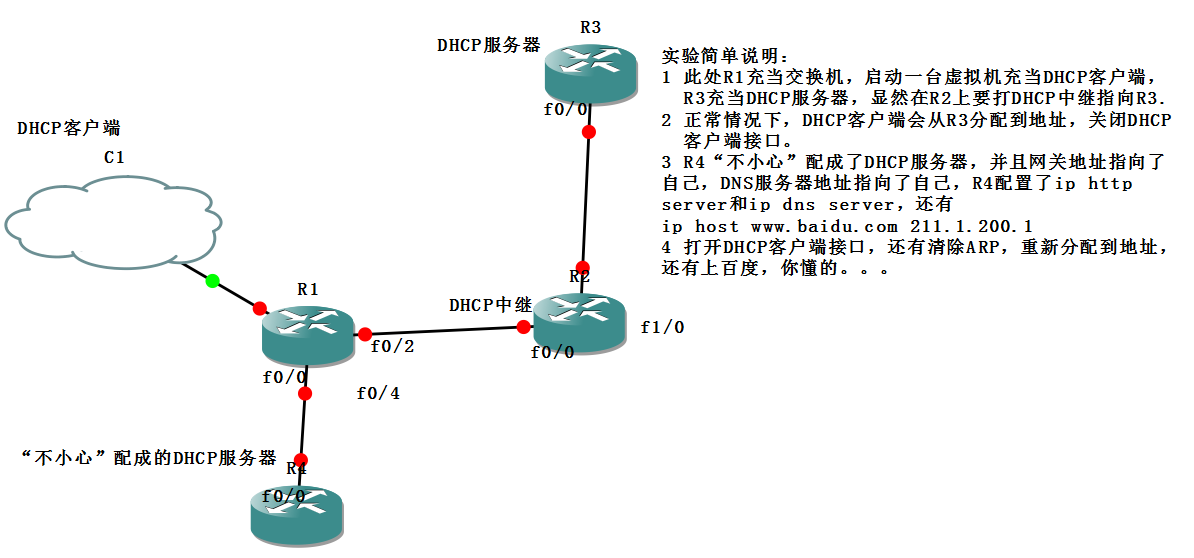 R3
DHCP服务器
f0/0
实验简单说明：
1 此处R1充当交换机，启动一台虚拟机充当DHCP客户端，
R3充当DHCP服务器，显然在R2上要打DHCP中继指向R3.
2 正常情况下，DHCP客户端会从R3分配到地址，关闭DHCP
客户端接口。
3 R4“不小心”配成了DHCP服务器，并且网关地址指向了
自己，DNS服务器地址指向了自己，R4配置了ip http
server和ip dns server，还有
ip host www.baidu.com 211.1.200.1
4 打开DHCP客户端接口，还有清除ARP，重新分配到地址，
还有上百度，你懂的。。。
DHCP客户端
C1
R1
DHCP中继
R2
f1/0
f0/2
f0/0
f0/0
f0/4
“不小心”配成的DHCP服务器
R4
f0/0